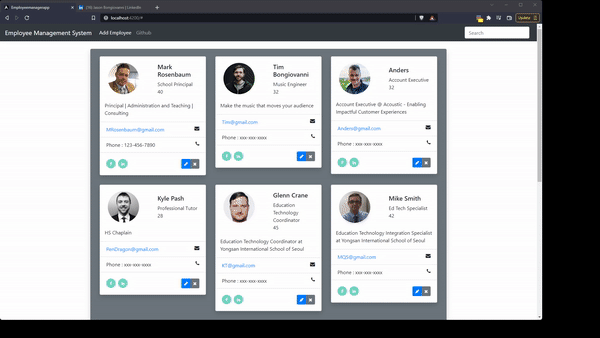 Employeemanagerapp
(10) Jason Bongiovanni | LinkedIn
localhost:4200/#
Update
Employee Management System
Add Employee
Github
Search
Mark Rosenbaum
School Principal
40
Principal | Administration and Teaching |
Consulting
MRosenbaum@gmail.com
Phone : 123-456-7890
Tim
Bongiovanni
Music Engineer
32
Make the music that moves your audience
Tim@gmail.com
Phone : xxx-xxx-xxxx
Anders
Account Executive
32
Account Executive @ Acoustic - Enabling
Impactful Customer Experiences
Anders@gmail.com
Phone : xxx-xxx-xxxx
Kyle Pash
Professional Tutor
28
HS Chaplain
PenDragon@gmail.com
Phone : xxx-xxx-xxxx
Glenn Crane
Education
Technology
Coordinator
45
Education Technology Coordinator at
Yongsan International School of Seoul
KT@gmail.com
Phone : xxx-xxx-xxxx
Mike Smith
Ed Tech Specialist
42
Education Technology Integration Specialist
at Yongsan International School of Seoul
MQS@gmail.com
Phone : xxx-xxx-xxxx